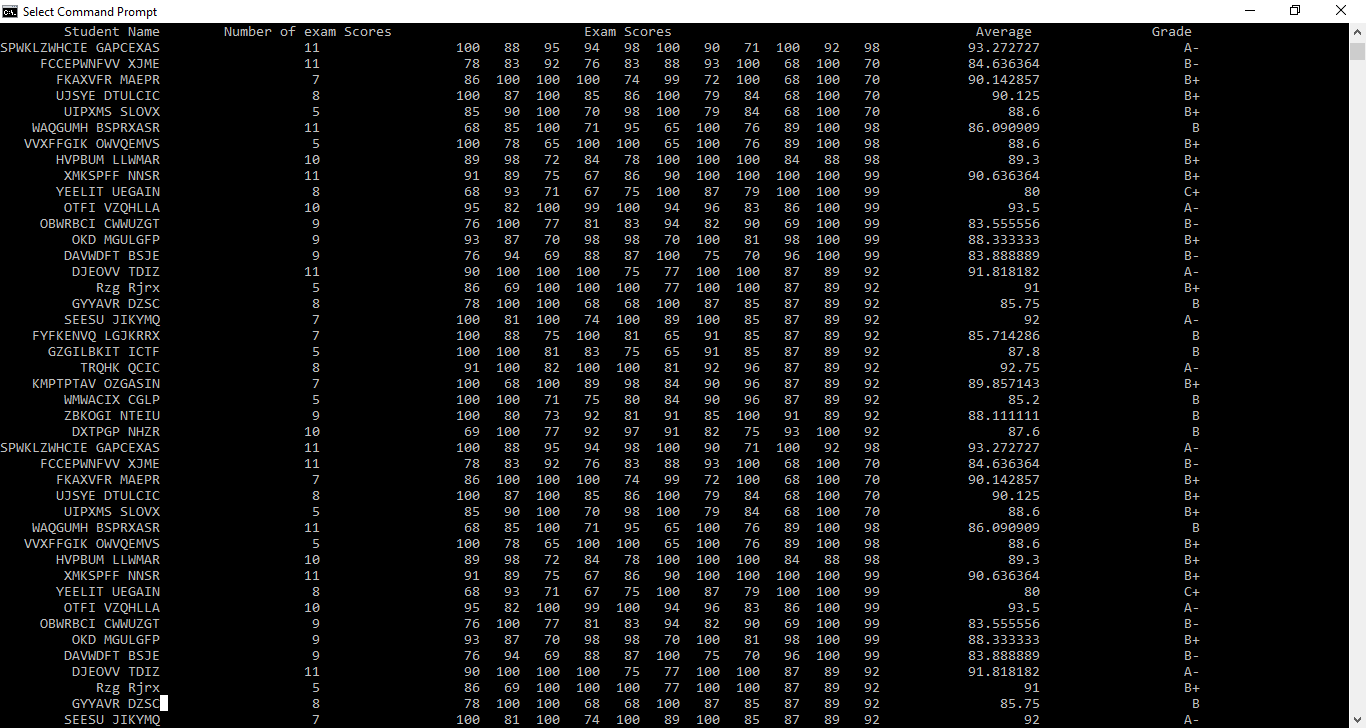 Select Command Prompt
Student Name Number of exam Scores Exam Scores Average Grade
SPWKLZWHCIE GAPCEXAS 11 100 88 95 94 98 100 90 71 100 92 98 93.272727 A-
FCCEPWNFVV XJME 11 78 83 92 76 83 88 93 100 68 100 70 84.636364 B-
FKAXVFR MAEPR 7 86 100 100 100 74 99 72 100 68 100 70 90.142857 B+
UJSYE DTULCIC 8 100 87 100 85 86 100 79 84 68 100 70 90.125 B+
UIPXMS SLOVX 5 85 90 100 70 98 100 79 84 68 100 70 88.6 B+
WAQGUMH BSPRXASR 11 68 85 100 71 95 65 100 76 89 100 98 86.090909 B
VVXFFGIK OWVQEMVS 5 100 78 65 100 100 65 100 76 89 100 98 88.6 B+
HVPBUM LLWMAR 10 89 98 72 84 78 100 100 100 84 88 98 89.3 B+
XMKSPFF NNSR 11 91 89 75 67 86 90 100 100 100 100 99 90.636364 B+
YEELIT UEGAIN 8 68 93 71 67 75 100 87 79 100 100 99 80 C+
OTFI VZQHLLA 10 95 82 100 99 100 94 96 83 86 100 99 93.5 A-
OBWRBCI CWWUZGT 9 76 100 77 81 83 94 82 90 69 100 99 83.555556 B-
OKD MGULGFP 9 93 87 70 98 98 70 100 81 98 100 99 88.333333 B+
DAVWDFT BSJE 9 76 94 69 88 87 100 75 70 96 100 99 83.888889 B-
DJEOVV TDIZ 11 90 100 100 100 75 77 100 100 87 89 92 91.818182 A-
Rzg Rjrx 5 86 69 100 100 100 77 100 100 87 89 92 91 B+
GYYAVR DZSC 8 78 100 100 68 68 100 87 85 87 89 92 85.75 B
SEESU JIKYMQ 7 100 81 100 74 100 89 100 85 87 89 92 92 A-
FYFKENVQ LGJKRRX 7 100 88 75 100 81 65 91 85 87 89 92 85.714286 B
GZGILBKIT ICTF 5 100 100 81 83 75 65 91 85 87 89 92 87.8 B
TRQHK QCIC 8 91 100 82 100 100 81 92 96 87 89 92 92.75 A-
KMPTPTAV OZGASIN 7 100 68 100 89 98 84 90 96 87 89 92 89.857143 B+
WMWACIX CGLP 5 100 100 71 75 80 84 90 96 87 89 92 85.2 B
ZBKOGI NTEIU 9 100 80 73 92 81 91 85 100 91 89 92 88.111111 B
DXTPGP NHZR 10 69 100 77 92 97 91 82 75 93 100 92 87.6 B
SPWKLZWHCIE GAPCEXAS 11 100 88 95 94 98 100 90 71 100 92 98 93.272727 A-
FCCEPWNFVV XJME 11 78 83 92 76 83 88 93 100 68 100 70 84.636364 B-
FKAXVFR MAEPR 7 86 100 100 100 74 99 72 100 68 100 70 90.142857 B+
UJSYE DTULCIC 8 100 87 100 85 86 100 79 84 68 100 70 90.125 B+
UIPXMS SLOVX 5 85 90 100 70 98 100 79 84 68 100 70 88.6 B+
WAQGUMH BSPRXASR 11 68 85 100 71 95 65 100 76 89 100 98 86.090909 B
VVXFFGIK OWVQEMVS 5 100 78 65 100 100 65 100 76 89 100 98 88.6 B+
HVPBUM LLWMAR 10 89 98 72 84 78 100 100 100 84 88 98 89.3 B+
XMKSPFF NNSR 11 91 89 75 67 86 90 100 100 100 100 99 90.636364 B+
YEELIT UEGAIN 8 68 93 71 67 75 100 87 79 100 100 99 80 C+
OTFI VZQHLLA 10 95 82 100 99 100 94 96 83 86 100 99 93.5 A-
OBWRBCI CWWUZGT 9 76 100 77 81 83 94 82 90 69 100 99 83.555556 B-
OKD MGULGFP 9 93 87 70 98 98 70 100 81 98 100 99 88.333333 B+
DAVWDFT BSJE 9 76 94 69 88 87 100 75 70 96 100 99 83.888889 B-
DJEOVV TDIZ 11 90 100 100 100 75 77 100 100 87 89 92 91.818182 A-
Rzg Rjrx 5 86 69 100 100 100 77 100 100 87 89 92 91 B+
GYYAVR DZSC 8 78 100 100 68 68 100 87 85 87 89 92 85.75 B
SEESU JIKYMQ 7 100 81 100 74 100 89 100 85 87 89 92 92 A-